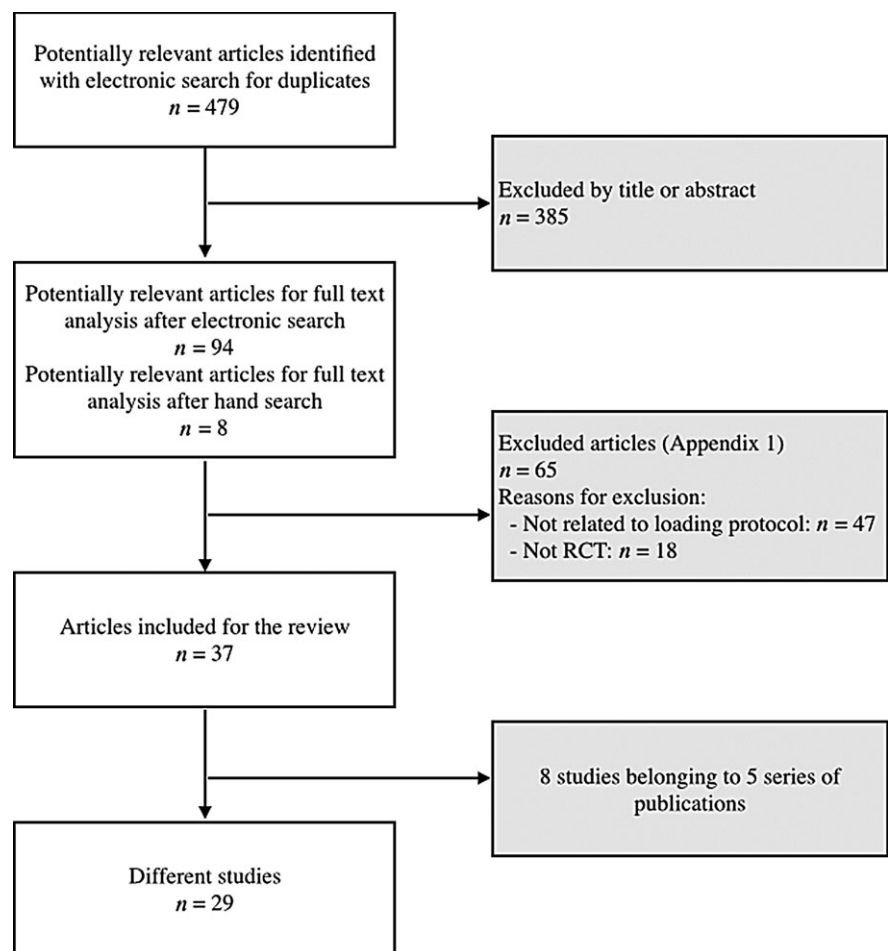 Potentially relevant articles identified
with electronic search for duplicates
n = 479
Excluded by title or abstract
n = 385
Potentially relevant articles for full text
analysis after electronic search
n = 94
Potentially relevant articles for full text
analysis after hand search
n = 8
Excluded articles (Appendix 1)
n = 65
Reasons for exclusion:
- Not related to loading protocol: n = 47
- Not RCT: n = 18
Articles included for the review
n = 37
8 studies belonging to 5 series of
publications
Different studies
n = 29